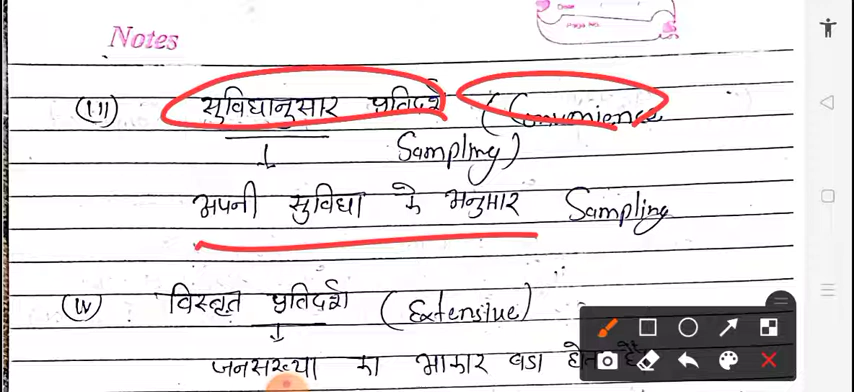 Notes
(iii) सुविधानुसार प्रतिदर्श (Convenience
Sampling)
अपनी सुविधा के अनुसार Sampling
(iv) विस्तृत प्रतिदर्श (Extensive)
जनसंख्या का आकार बडा होता है